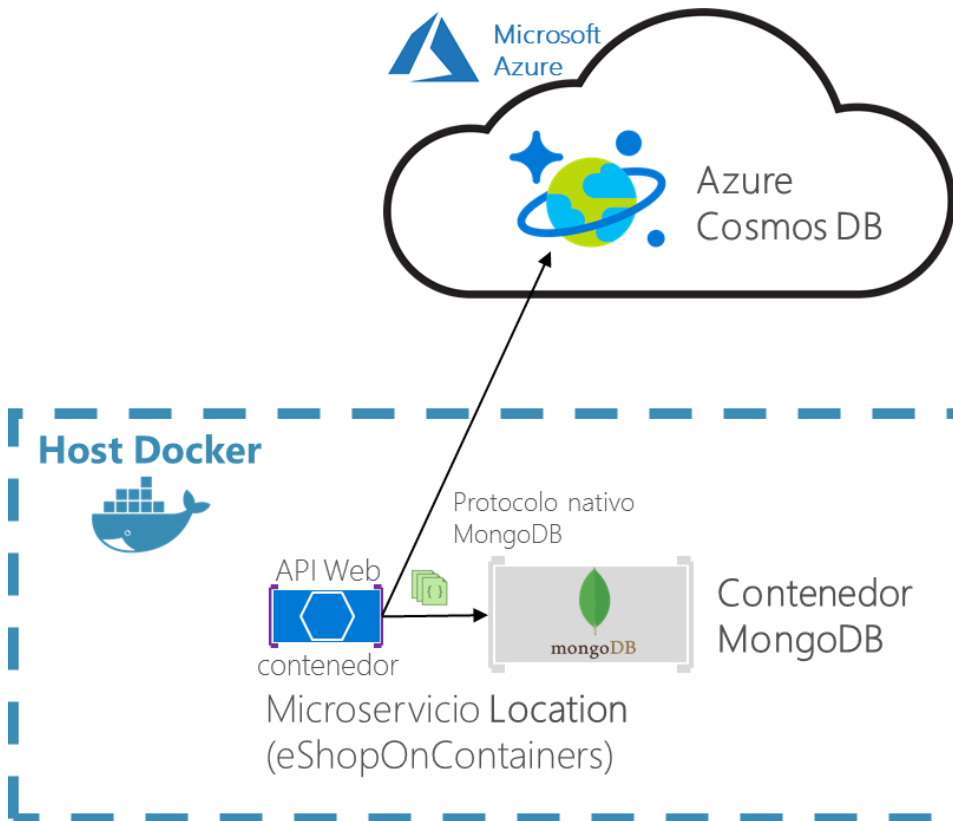 Microsoft
Azure
Azure
Cosmos DB
Host Docker
Protocolo nativo
MongoDB
API Web
{ }
mongoDB
contenedor
Contenedor
MongoDB
Microservicio Location
(eShopOnContainers)